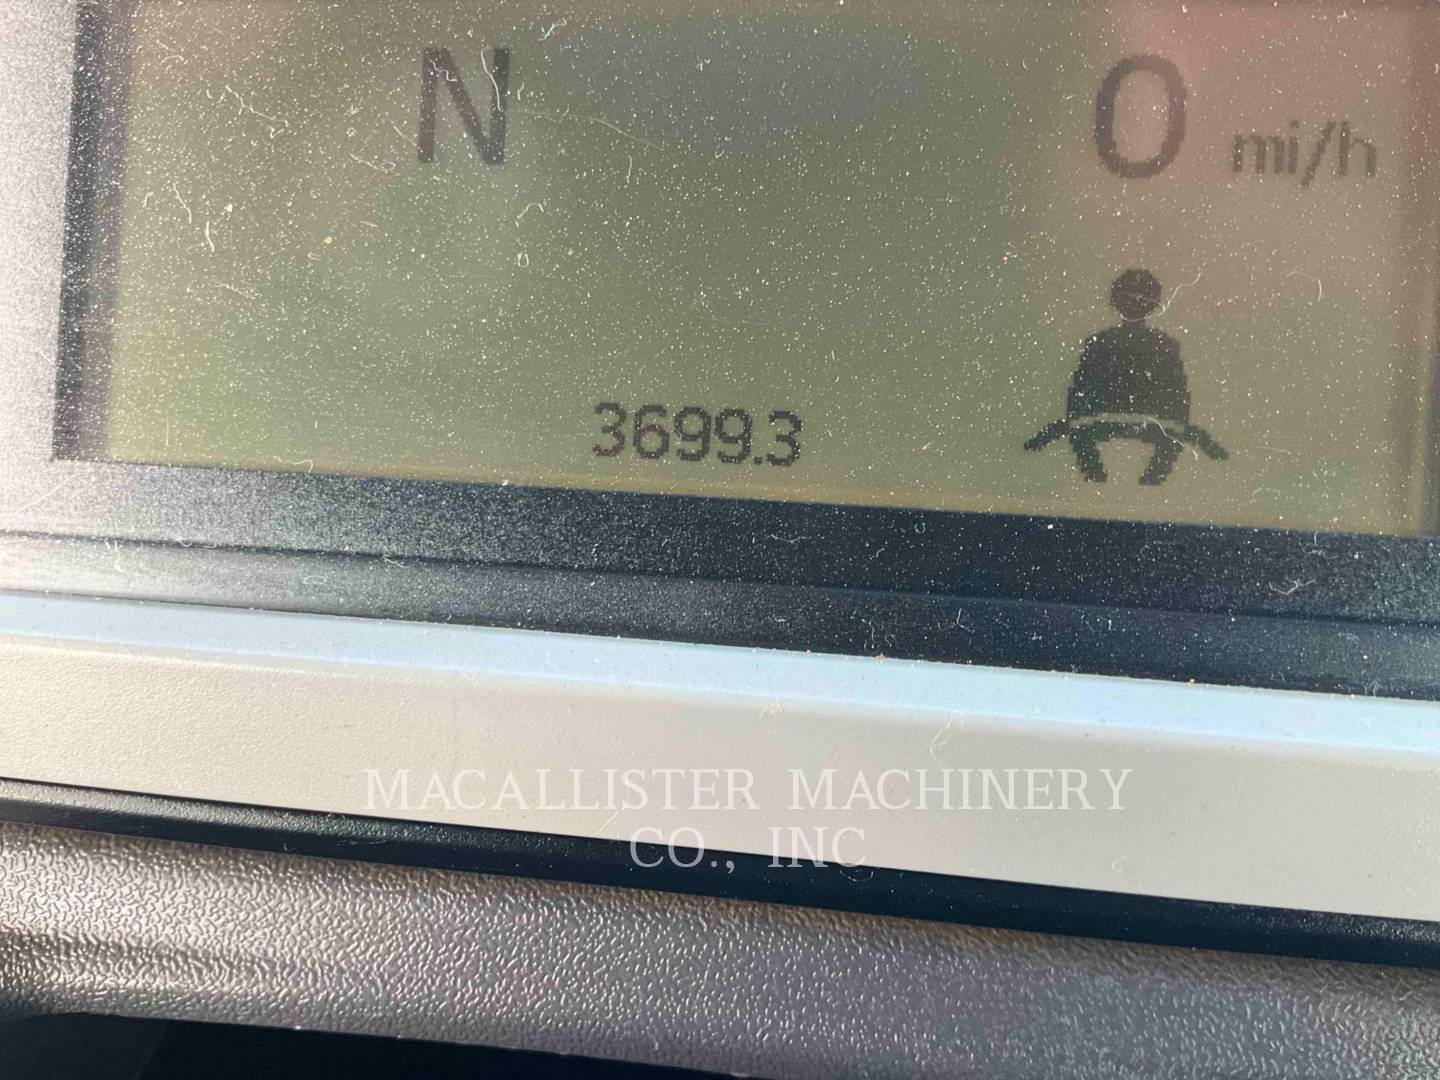 N 0 mi/h
3699.3
MACALLISTER MACHINERY
CO., INC